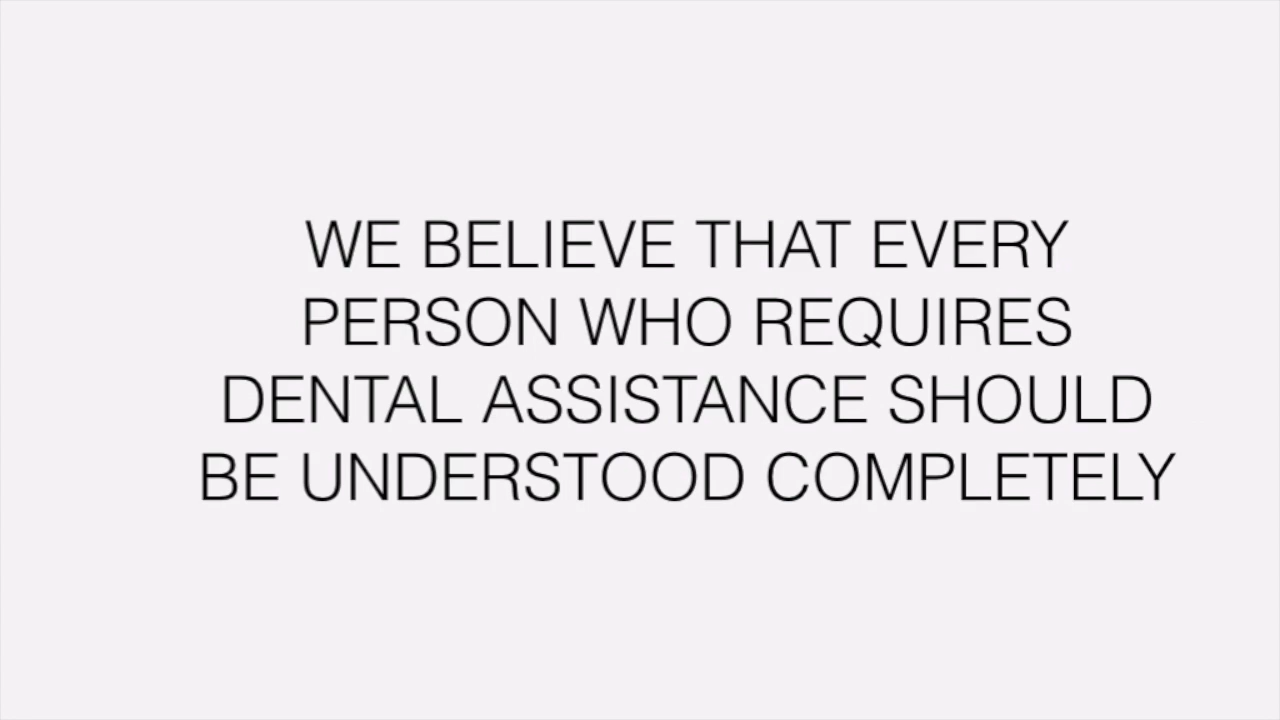 WE BELIEVE THAT EVERY
PERSON WHO REQUIRES
DENTAL ASSISTANCE SHOULD
BE UNDERSTOOD COMPLETELY